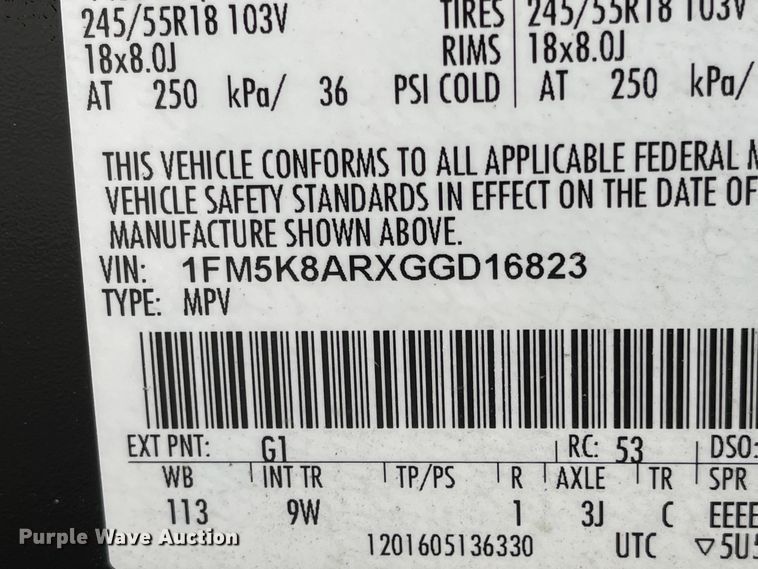 245/55R18 103V TIRES 245/55R18 103V
18x8.0J RIMS 18x8.0J
AT 250 kPa/ 36 PSI COLD AT 250 kPa/
THIS VEHICLE CONFORMS TO ALL APPLICABLE FEDERAL
VEHICLE SAFETY STANDARDS IN EFFECT ON THE DATE OF
MANUFACTURE SHOWN ABOVE.
VIN: 1FM5K8ARXGGD16823
TYPE: MPV
EXT PNT: G1 RC: 53 DSO:
WB INT TR TP/PS R AXLE TR SPR
113 9W 1 3J C EEEE
Purple Wave Auction
1201605136330 UTC ▽5U5